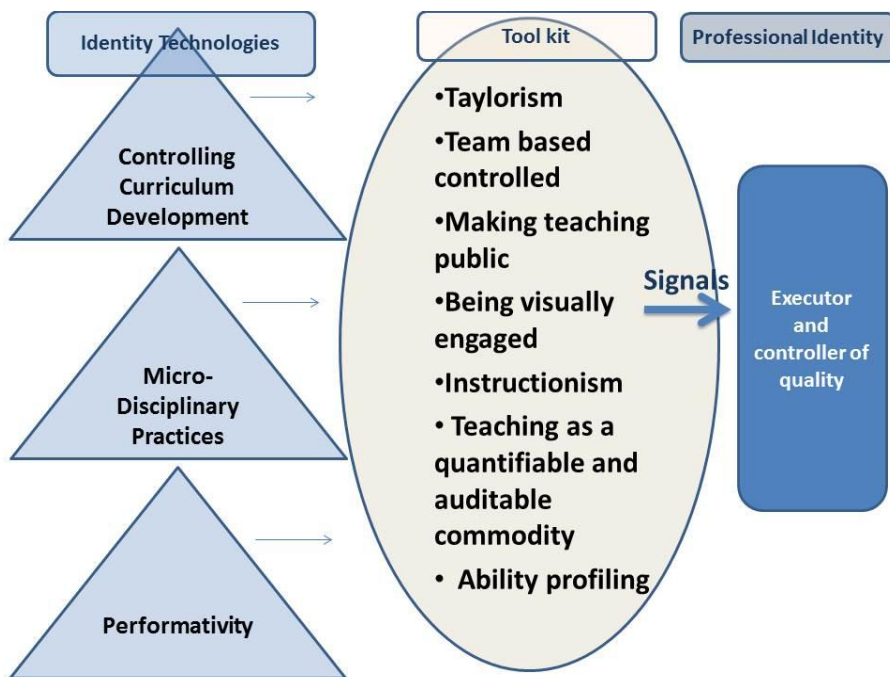 Identity Technologies
Tool kit
Professional Identity
Controlling
Curriculum
Development
Micro-
Disciplinary
Practices
Performativity
•Taylorism
•Team based
controlled
•Making teaching
public
•Being visually
engaged
•Instructionism
• Teaching as a
quantifiable and
auditable
commodity
• Ability profiling
Signals
Executor
and
controller of
quality